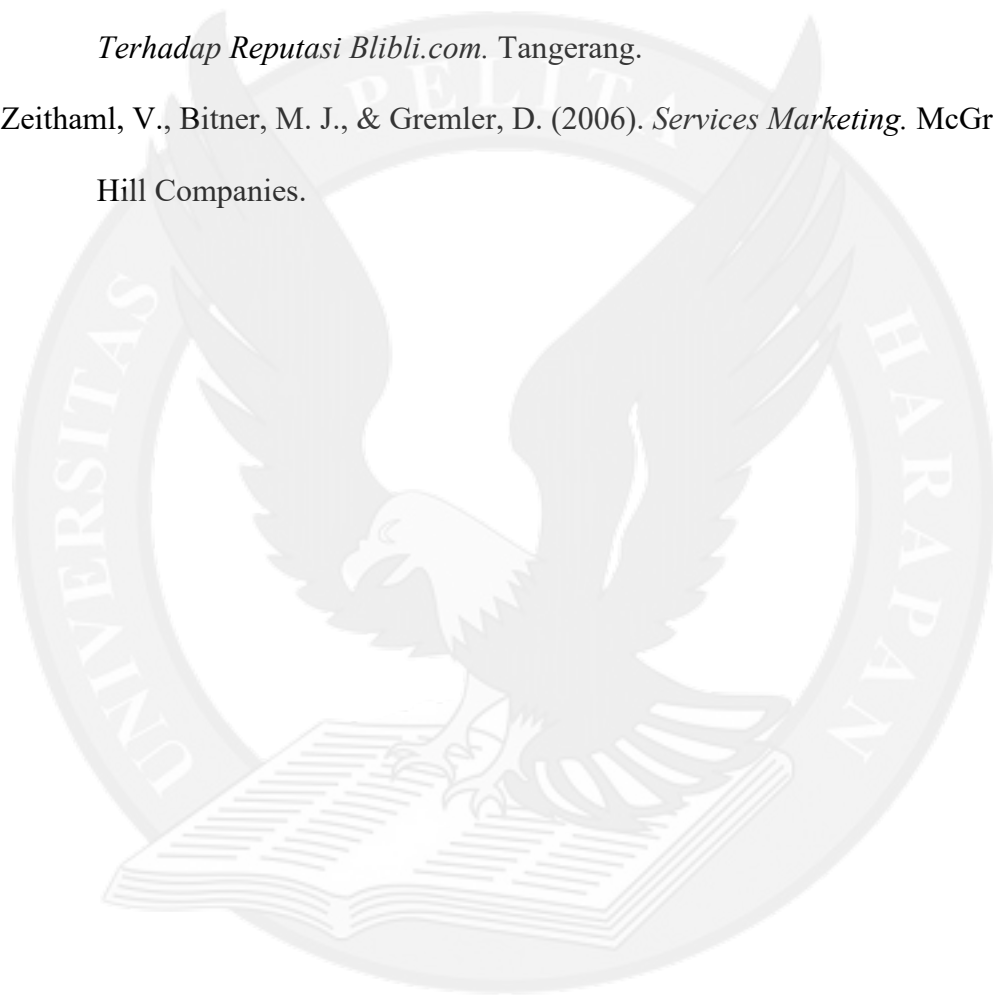 Terhadap Reputasi Blibli.com. Tangerang.
Zeithaml, V., Bitner, M. J., & Gremler, D. (2006). Services Marketing. McGr
Hill Companies.
UNIVERSITAS PELITA HARAPAN